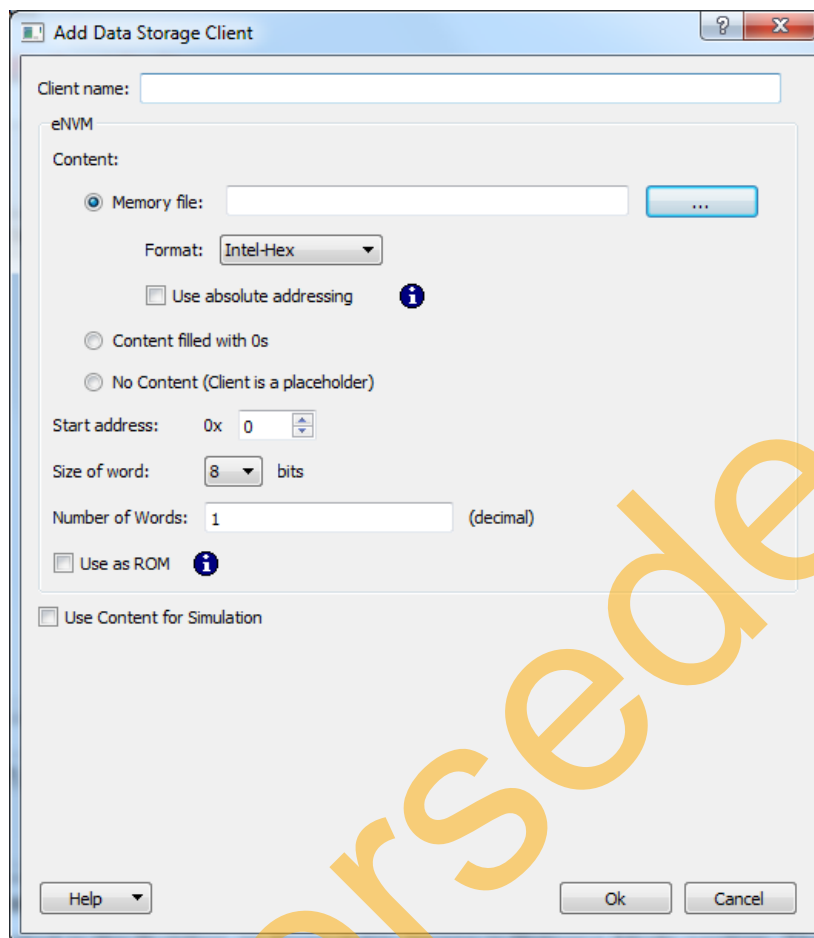 Add Data Storage Client
Client name:
eNVM
Content:
Memory file: ...
Format: Intel-Hex
Use absolute addressing
Content filled with 0s
No Content (Client is a placeholder)
Start address: 0x 0
Size of word: 8 bits
Number of Words: 1 (decimal)
Use as ROM
Use Content for Simulation
Help Ok Cancel